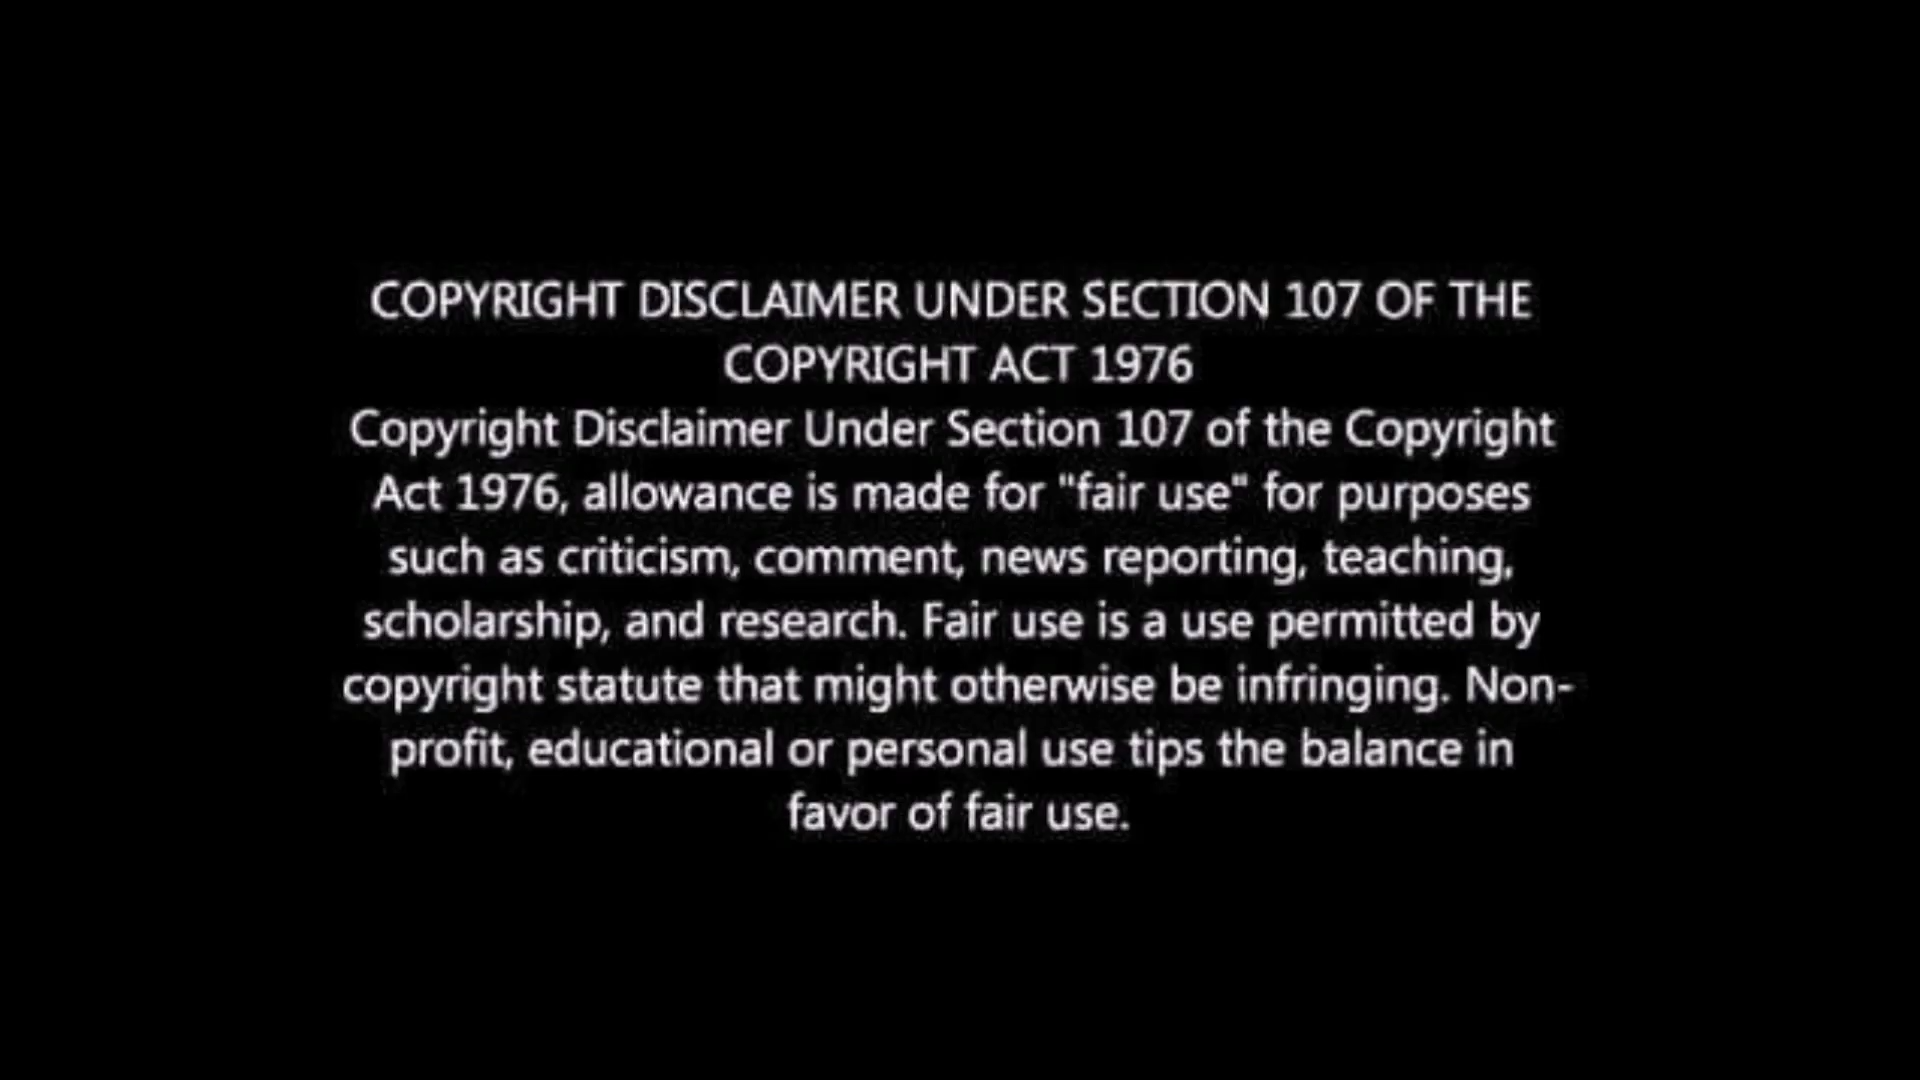 COPYRIGHT DISCLAIMER UNDER SECTION 107 OF THE
COPYRIGHT ACT 1976
Copyright Disclaimer Under Section 107 of the Copyright
Act 1976, allowance is made for "fair use" for purposes
such as criticism, comment, news reporting, teaching,
scholarship, and research. Fair use is a use permitted by
copyright statute that might otherwise be infringing. Non-
profit, educational or personal use tips the balance in
favor of fair use.